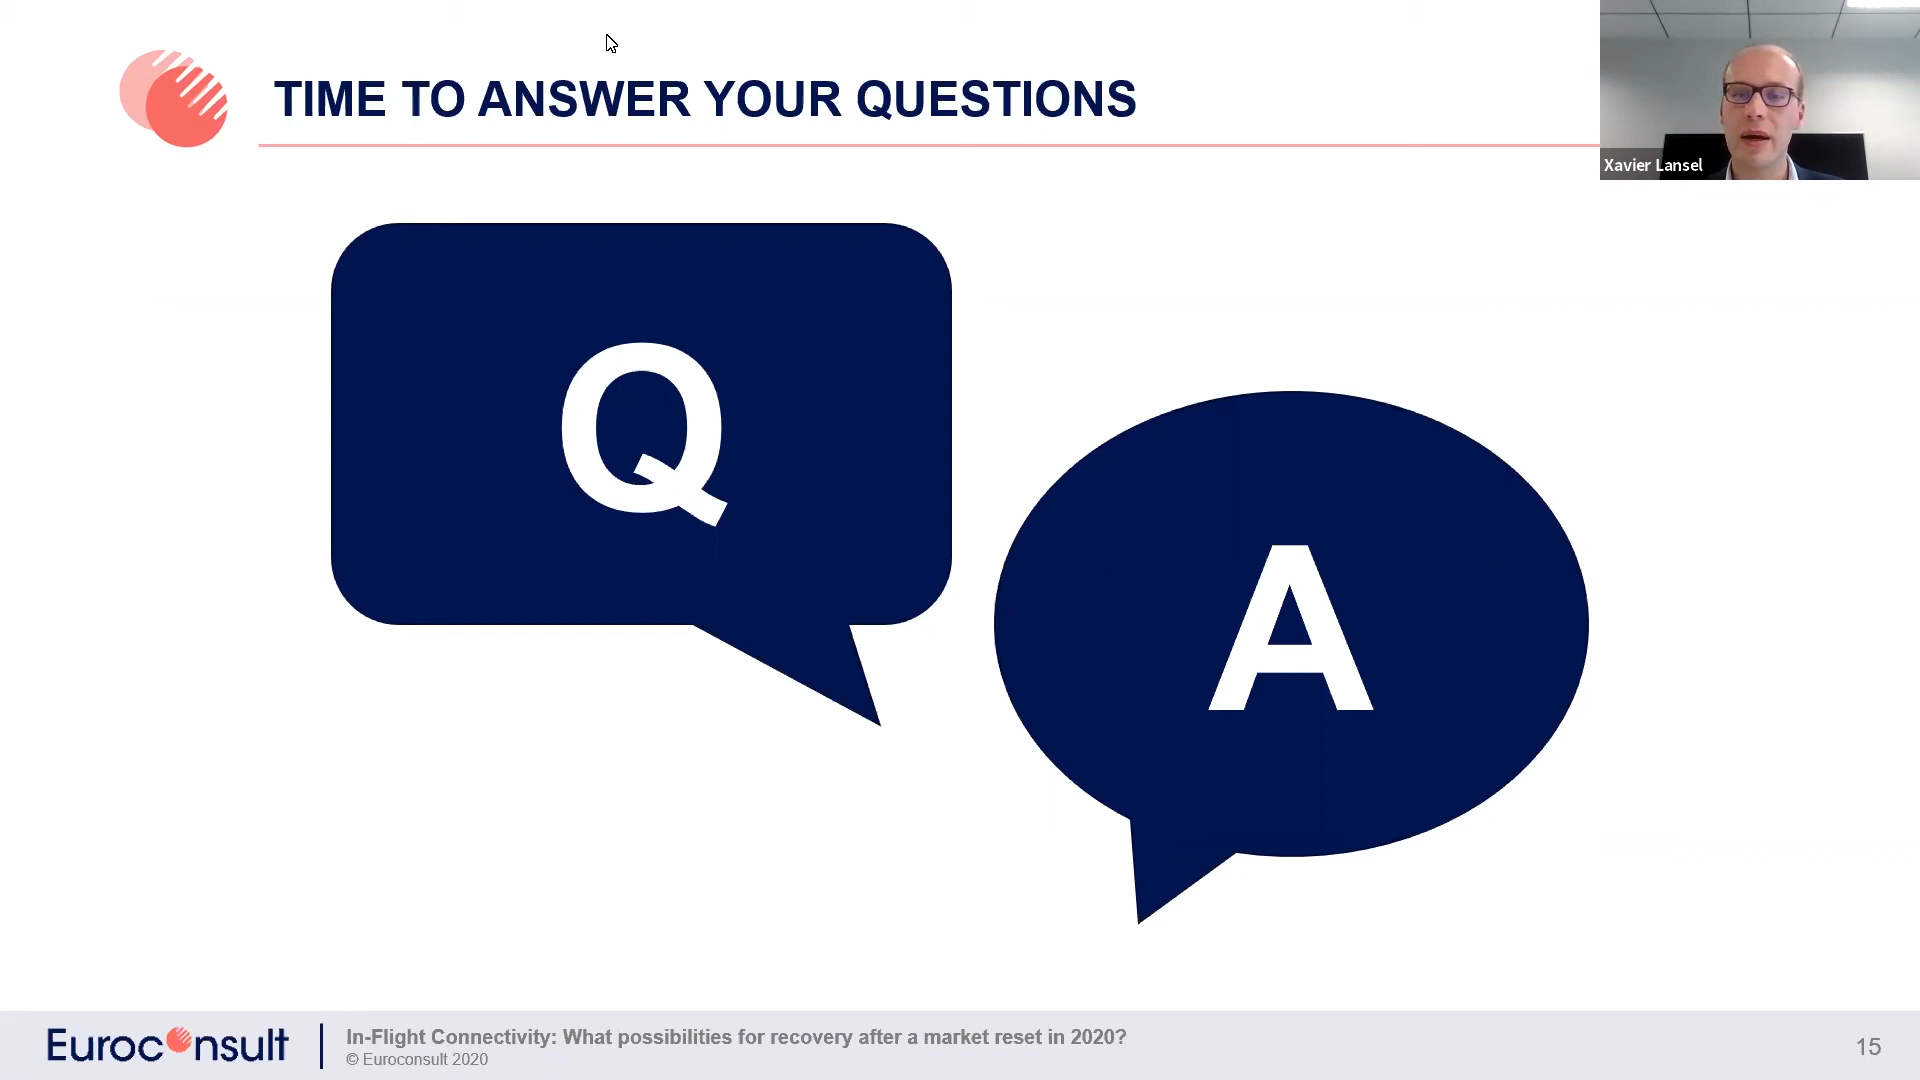 TIME TO ANSWER YOUR QUESTIONS
Xavier Lansel
Q
A
Euroconsult
In-Flight Connectivity: What possibilities for recovery after a market reset in 2020?
© Euroconsult 2020
15